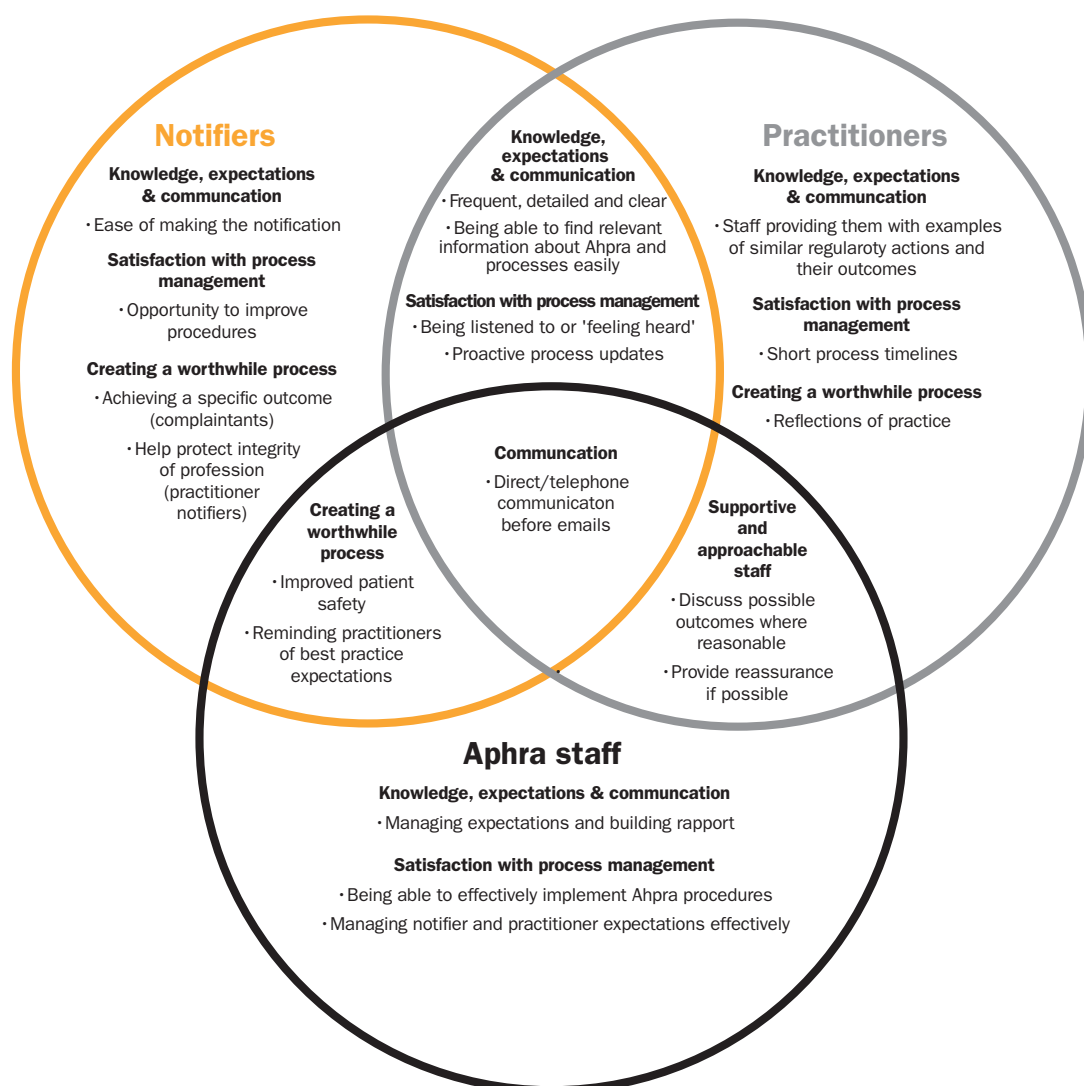 Notifiers
Knowledge, expectations
& communcation
· Ease of making the notification
Satisfaction with process
management
· Opportunity to improve
procedures
Creating a worthwhile process
· Achieving a specific outcome
(complaintants)
· Help protect integrity
of profession
(practitioner
notifiers)
Knowledge,
expectations
& communication
· Frequent, detailed and clear
· Being able to find relevant
information about Ahpra and
processes easily
Satisfaction with process management
· Being listened to or 'feeling heard'
· Proactive process updates
Practitioners
Knowledge, expectations
& communcation
· Staff providing them with examples
of similar regularoty actions and
their outcomes
Satisfaction with process
management
· Short process timelines
Creating a worthwhile process
· Reflections of practice
Communcation
· Direct/telephone
communicaton
before emails
Creating a
worthwhile
process
· Improved patient
safety
· Reminding practitioners
of best practice
expectations
Supportive
and
approachable
staff
· Discuss possible
outcomes where
reasonable
· Provide reassurance
if possible
Aphra staff
Knowledge, expectations & communcation
· Managing expectations and building rapport
Satisfaction with process management
· Being able to effectively implement Ahpra procedures
· Managing notifier and practitioner expectations effectively